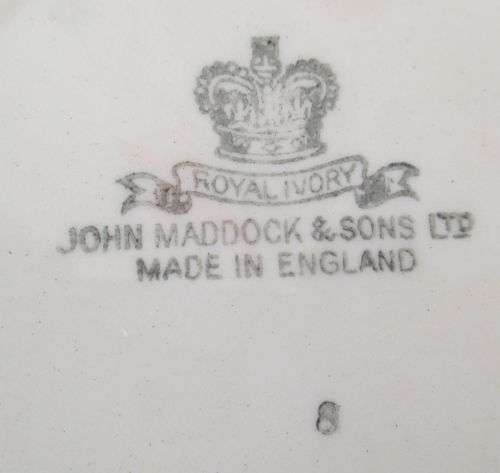 ROYAL IVORY
JOHN MADDOCK & SONS LTD
MADE IN ENGLAND
8